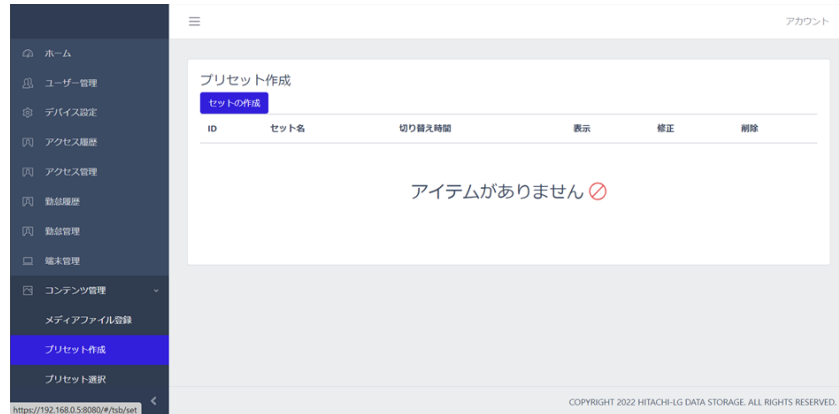 アカウント
ホーム
ユーザー管理
デバイス設定
アクセス履歴
アクセス管理
勤怠履歴
勤怠管理
端末管理
コンテンツ管理
メディアファイル登録
プリセット作成
プリセット選択
https://192.168.0.5:8080/#/tsb/set
プリセット作成
セットの作成
ID セット名 切り替え時間 表示 修正 削除
アイテムがありません
COPYRIGHT 2022 HITACHI-LG DATA STORAGE. ALL RIGHTS RESERVED.